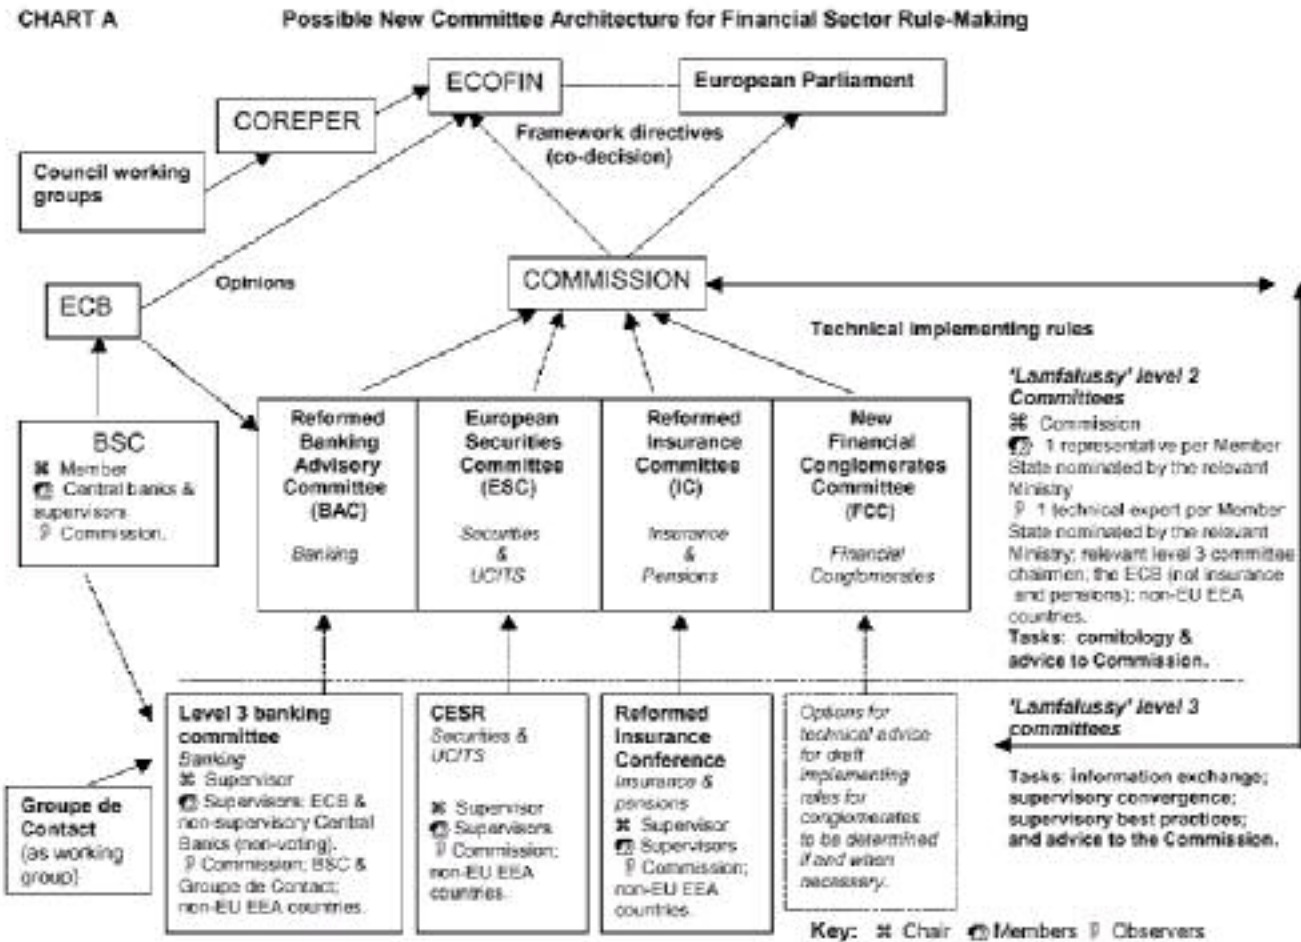 CHART A Possible New Committee Architecture for Financial Sector Rule-Making
ECOFIN
European Parliament
COREPER
Framework directives
(co-decision)
Council working
groups
COMMISSION
Opinions
ECB
Technical implementing rules
BSC
⌘ Member
Central banks &
supervisors
Commission.
Reformed
Banking
Advisory
Committee
(BAC)
Banking
European
Securities
Committee
(ESC)
Securities
&
UCITS
Reformed
Insurance
Committee
(IC)
Insurance
&
Pensions
New
Financial
Conglomerates
Committee
(FCC)
Financial
Conglomerates
'Lamfalussy' level 2
Committees
⌘ Commission
1 representative per Member
State nominated by the relevant
Ministry
1 technical expert per Member
State nominated by the relevant
Ministry; relevant level 3 committee
chairmen; the ECB (not insurance
and pensions); non-EU EEA
countries.
Tasks: comitology &
advice to Commission.
Groupe de
Contact
(as working
group)
Level 3 banking
committee
Banking
⌘ Supervisor
Supervisors; ECB &
non-supervisory Central
Banks (non-voting).
Commission; BSC &
Groupe de Contact;
non-EU EEA countries.
CESR
Securities &
UCITS
⌘ Supervisor
Supervisors
Commission;
non-EU EEA
countries.
Reformed
Insurance
Conference
Insurance &
pensions
⌘ Supervisor
Supervisors
Commission;
non-EU EEA
countries.
Options for
technical advice
for draft
implementing
rules for
conglomerates
to be determined
if and when
necessary.
'Lamfalussy' level 3
committees
Tasks: information exchange;
supervisory convergence;
supervisory best practices;
and advice to the Commission.
Key: ⌘ Chair Members Observers